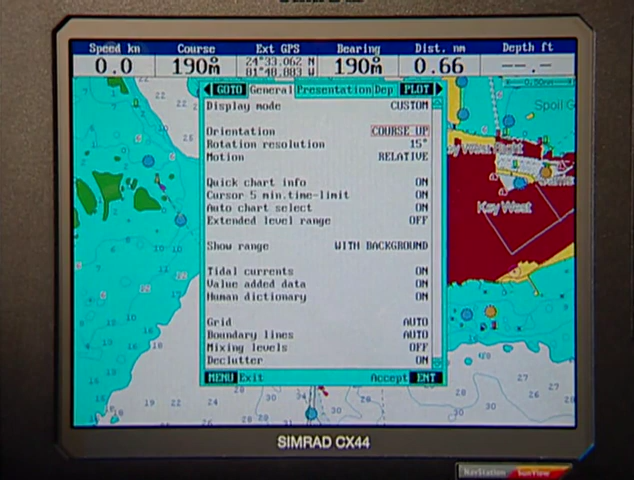 Speed kn Course Ext GPS Bearing Dist. nm Depth ft
0.0 190°M 24°33.062 N 190°M 0.66 --.-
81°48.883 W
GOTO General Presentation Dep PLOT
Display mode CUSTOM
Orientation COURSE UP
Rotation resolution 15°
Motion RELATIVE
Quick chart info ON
Cursor 5 min.time-limit ON
Auto chart select ON
Extended level range OFF
Show range WITH BACKGROUND
Tidal currents ON
Value added data ON
Human dictionary ON
Grid AUTO
Boundary lines AUTO
Mixing levels OFF
Declutter ON
MENU Exit Accept ENT
Spoil G
Key West
SIMRAD CX44
NavStation SunView